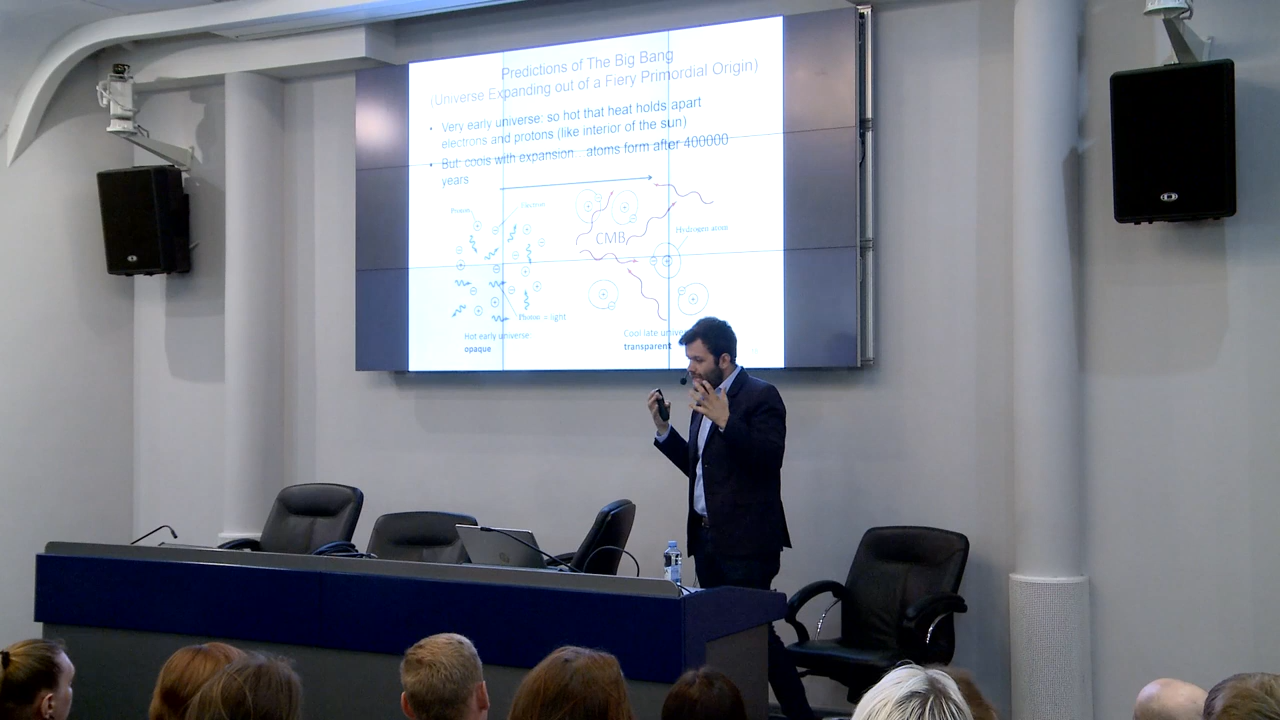 Predictions of The Big Bang
(Universe Expanding out of a Fiery Primordial Origin)
• Very early universe: so hot that heat holds apart
electrons and protons (like interior of the sun)
• But: cools with expansion : atoms form after 400000
years
Proton
Electron
CMB
Hydrogen atom
Photon = light
Hot early universe
opaque
Cool late universe
transparent